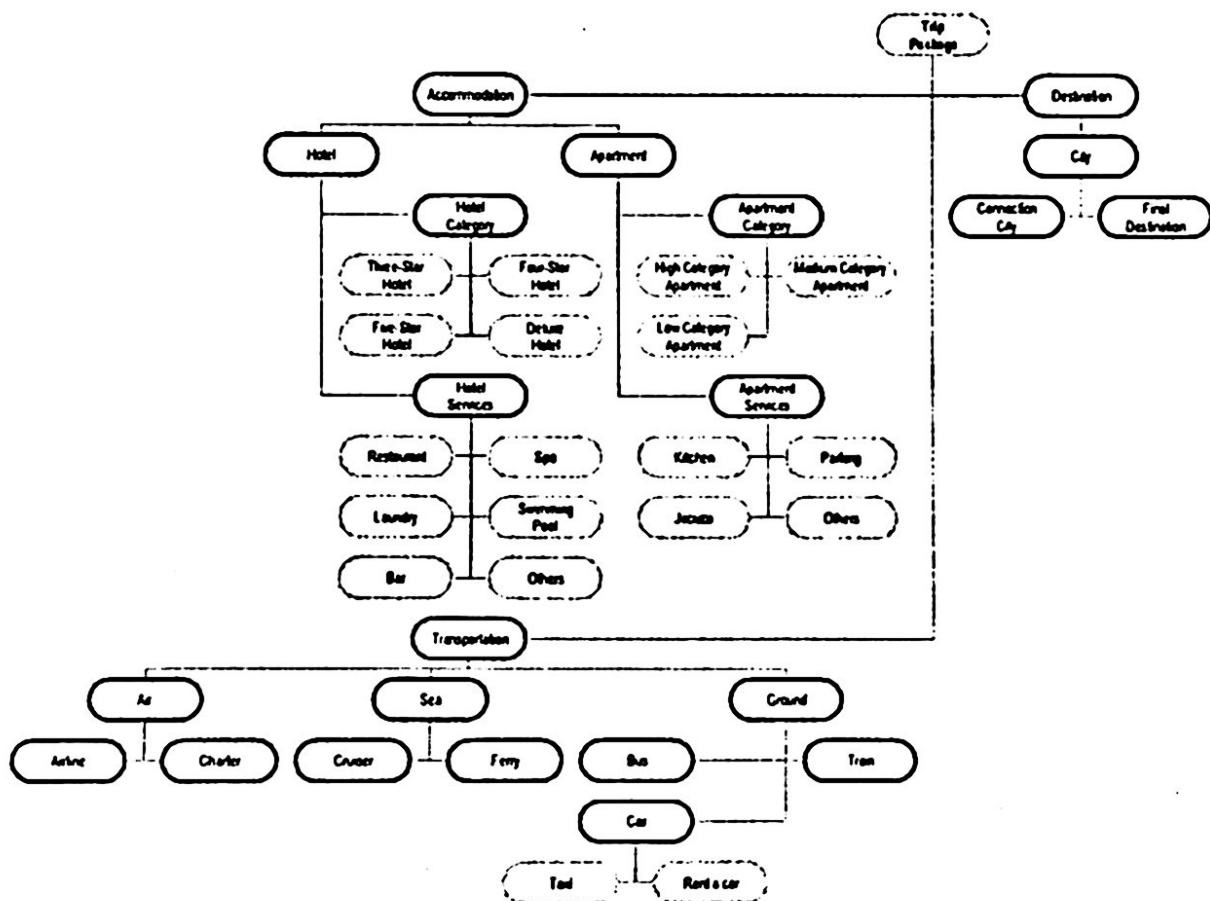 Trip
Package
Accommodation
Destination
Hotel
Apartment
City
Hotel
Category
Apartment
Category
Connection
City
Final
Destination
Three-Star
Hotel
Four-Star
Hotel
High Category
Apartment
Medium Category
Apartment
Five-Star
Hotel
Deluxe
Hotel
Low Category
Apartment
Hotel
Services
Apartment
Services
Restaurant
Spa
Kitchen
Parking
Laundry
Swimming
Pool
Jacuzzi
Others
Bar
Others
Transportation
Air
Sea
Ground
Airline
Charter
Cruiser
Ferry
Bus
Train
Car
Taxi
Rent a car